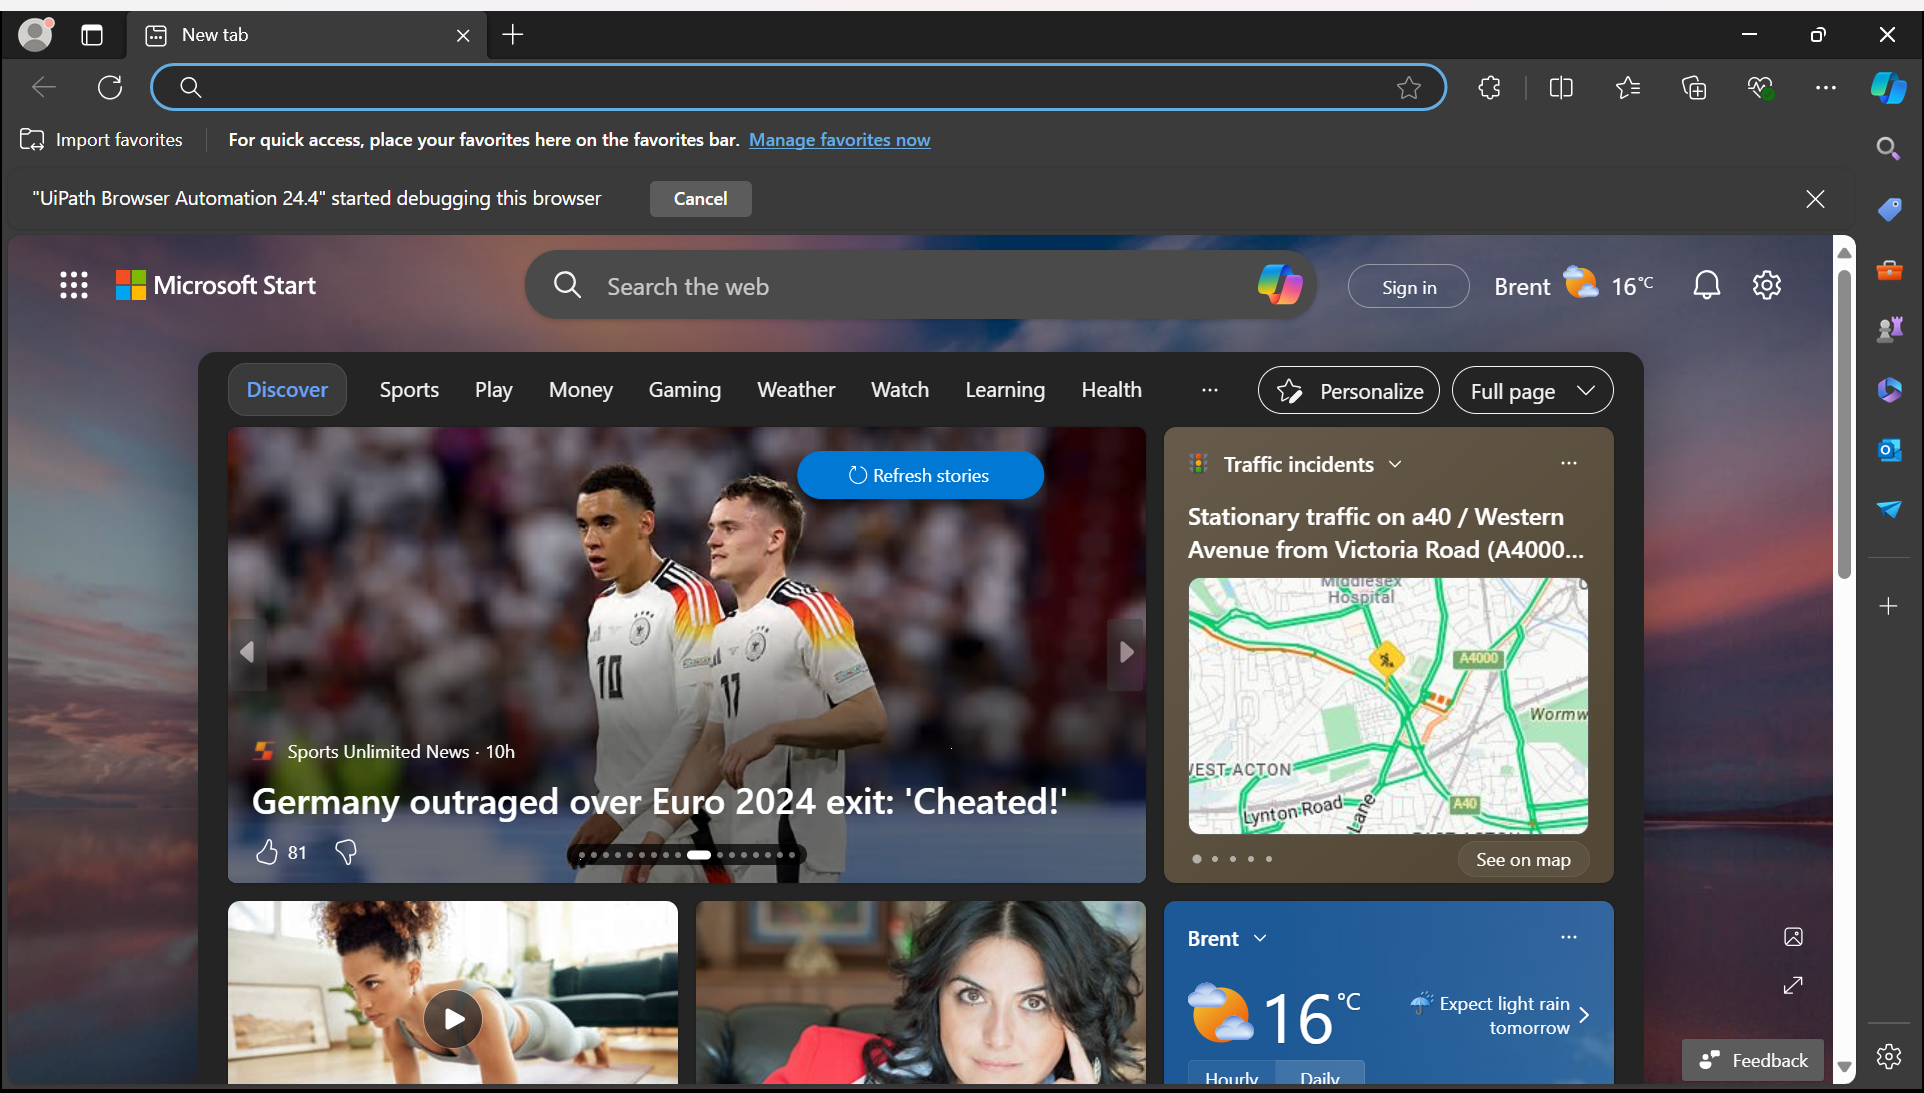 New tab
Import favorites
For quick access, place your favorites here on the favorites bar. Manage favorites now
"UiPath Browser Automation 24.4" started debugging this browser
Cancel
Microsoft Start
Search the web
Sign in
Brent
16°C
Discover
Sports
Play
Money
Gaming
Weather
Watch
Learning
Health
Personalize
Full page
Refresh stories
10
17
Sports Unlimited News · 10h
Germany outraged over Euro 2024 exit: 'Cheated!'
81
Traffic incidents
Stationary traffic on a40 / Western
Avenue from Victoria Road (A4000...
Middlesex
Hospital
A4000
Wormw
WEST ACTON
Lynton Road
Lane
A40
See on map
Brent
16 °C
Expect light rain
tomorrow
Hourly
Daily
Feedback